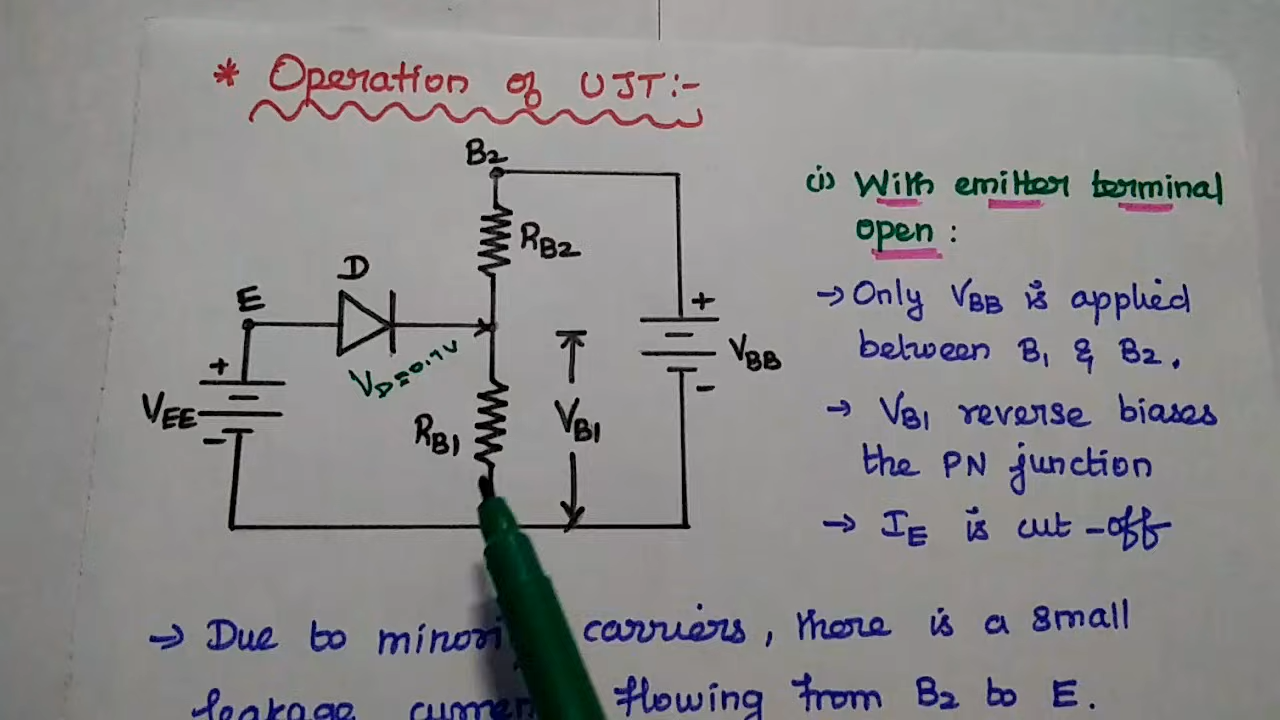 * Operation of UJT:-
B2
RB2
D
E
VD=0.7V
+
VEE
-
RB1
VB1
+
VBB
-
(i) With emitter terminal
open :
→ Only VBB is applied
between B1 & B2.
→ VB1 reverse biases
the PN junction
→ IE is cut-off
→ Due to carriers, there is a small
leakage flowing from B2 to E.